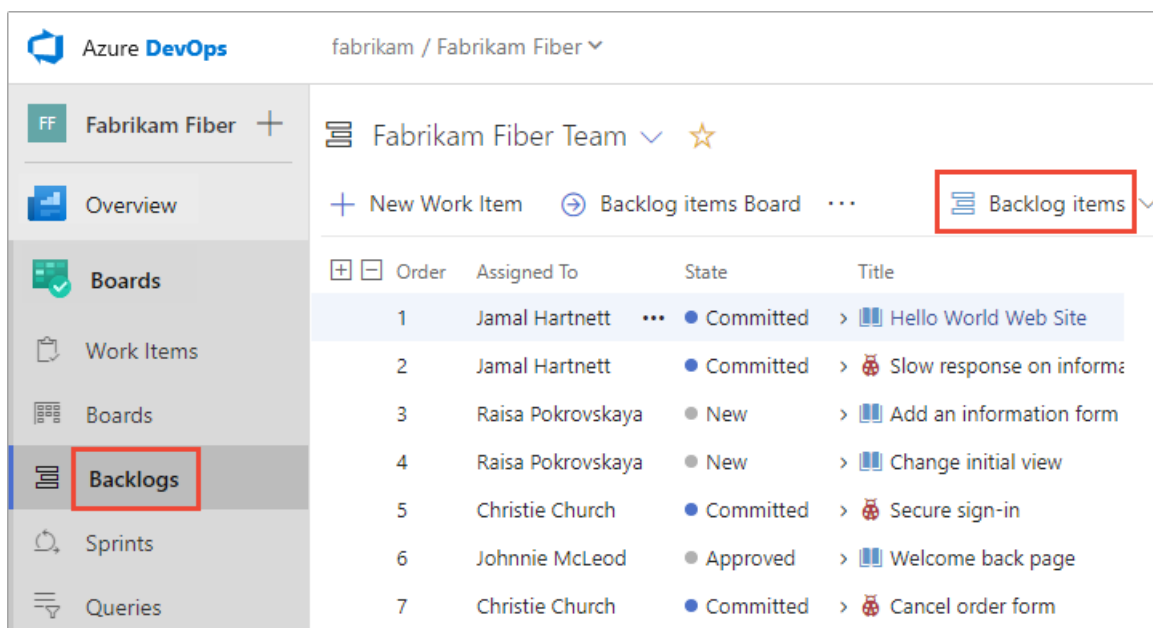 Azure DevOps fabrikam / Fabrikam Fiber
FF Fabrikam Fiber
Overview
Boards
Work Items
Boards
Backlogs
Sprints
Queries
Fabrikam Fiber Team
New Work Item Backlog items Board ... Backlog items
Order Assigned To State Title
1 Jamal Hartnett ... Committed Hello World Web Site
2 Jamal Hartnett Committed Slow response on informa
3 Raisa Pokrovskaya New Add an information form
4 Raisa Pokrovskaya New Change initial view
5 Christie Church Committed Secure sign-in
6 Johnnie McLeod Approved Welcome back page
7 Christie Church Committed Cancel order form